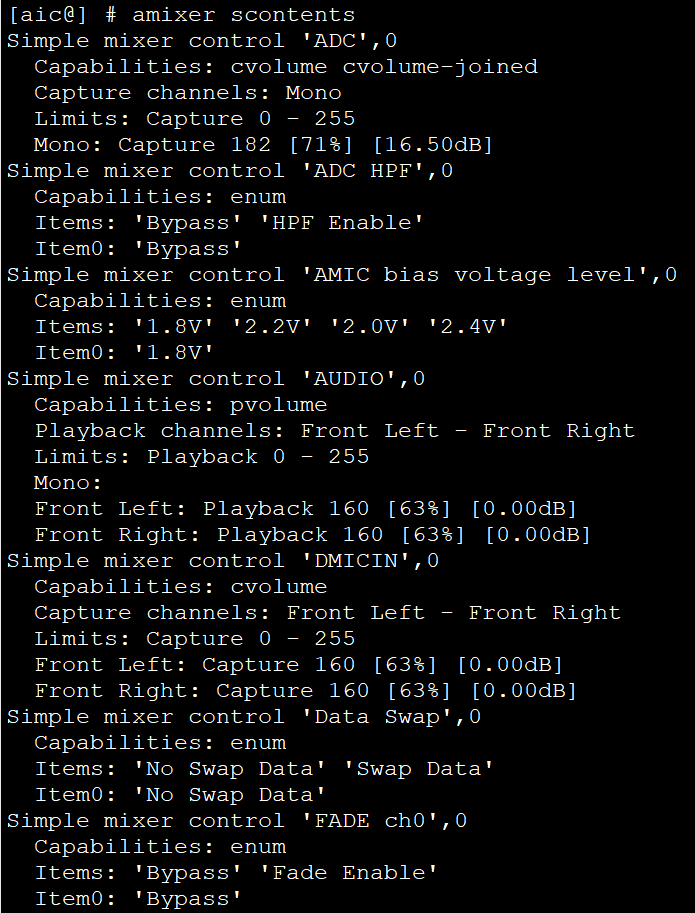 [aic@] # amixer scontents
Simple mixer control 'ADC',0
  Capabilities: cvolume cvolume-joined
  Capture channels: Mono
  Limits: Capture 0 - 255
  Mono: Capture 182 [71%] [16.50dB]
Simple mixer control 'ADC HPF',0
  Capabilities: enum
  Items: 'Bypass' 'HPF Enable'
  Item0: 'Bypass'
Simple mixer control 'AMIC bias voltage level',0
  Capabilities: enum
  Items: '1.8V' '2.2V' '2.0V' '2.4V'
  Item0: '1.8V'
Simple mixer control 'AUDIO',0
  Capabilities: pvolume
  Playback channels: Front Left - Front Right
  Limits: Playback 0 - 255
  Mono:
  Front Left: Playback 160 [63%] [0.00dB]
  Front Right: Playback 160 [63%] [0.00dB]
Simple mixer control 'DMICIN',0
  Capabilities: cvolume
  Capture channels: Front Left - Front Right
  Limits: Capture 0 - 255
  Front Left: Capture 160 [63%] [0.00dB]
  Front Right: Capture 160 [63%] [0.00dB]
Simple mixer control 'Data Swap',0
  Capabilities: enum
  Items: 'No Swap Data' 'Swap Data'
  Item0: 'No Swap Data'
Simple mixer control 'FADE ch0',0
  Capabilities: enum
  Items: 'Bypass' 'Fade Enable'
  Item0: 'Bypass'